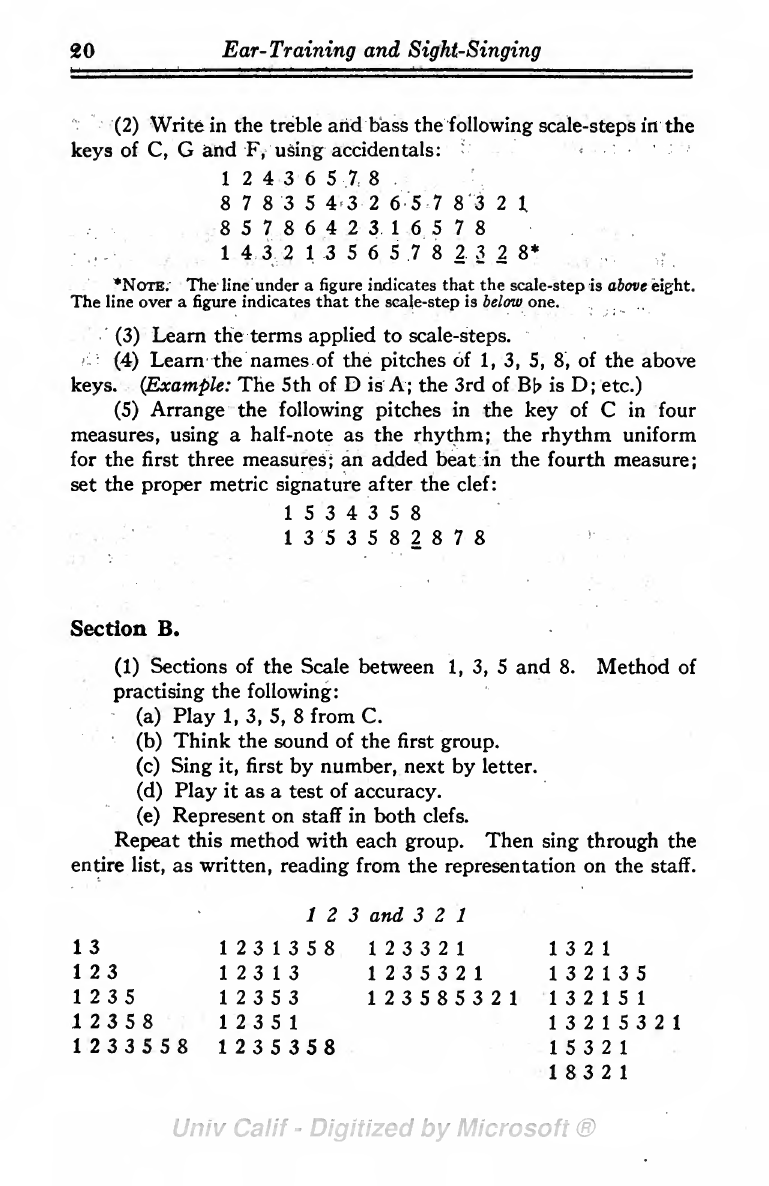 20 Ear-Training and Sight-Singing
(2) Write in the treble and bass the following scale-steps in the
keys of C, G and F, using accidentals:
1 2 4 3 6 5 7 8
8 7 8 3 5 4 3 2 6 5 7 8 3 2 1
8 5 7 8 6 4 2 3 1 6 5 7 8
1 4 3 2 1 3 5 6 5 7 8 2̲ 3̲ 2̲ 8*
*NOTE. The line under a figure indicates that the scale-step is above eight.
The line over a figure indicates that the scale-step is below one.
(3) Learn the terms applied to scale-steps.
(4) Learn the names of the pitches of 1, 3, 5, 8, of the above
keys. (Example: The 5th of D is A; the 3rd of B♭ is D; etc.)
(5) Arrange the following pitches in the key of C in four
measures, using a half-note as the rhythm; the rhythm uniform
for the first three measures; an added beat in the fourth measure;
set the proper metric signature after the clef:
1 5 3 4 3 5 8
1 3 5 3 5 8 2̲ 8 7 8
Section B.
(1) Sections of the Scale between 1, 3, 5 and 8. Method of
practising the following:
(a) Play 1, 3, 5, 8 from C.
(b) Think the sound of the first group.
(c) Sing it, first by number, next by letter.
(d) Play it as a test of accuracy.
(e) Represent on staff in both clefs.
Repeat this method with each group. Then sing through the
entire list, as written, reading from the representation on the staff.
1 2 3 and 3 2 1
1 3
1 2 3
1 2 3 5
1 2 3 5 8
1 2 3 3 5 5 8
1 2 3 1 3 5 8
1 2 3 1 3
1 2 3 5 3
1 2 3 5 1
1 2 3 5 3 5 8
1 2 3 3 2 1
1 2 3 5 3 2 1
1 2 3 5 8 5 3 2 1
1 3 2 1
1 3 2 1 3 5
1 3 2 1 5 1
1 3 2 1 5 3 2 1
1 5 3 2 1
1 8 3 2 1
Univ Calif - Digitized by Microsoft ®